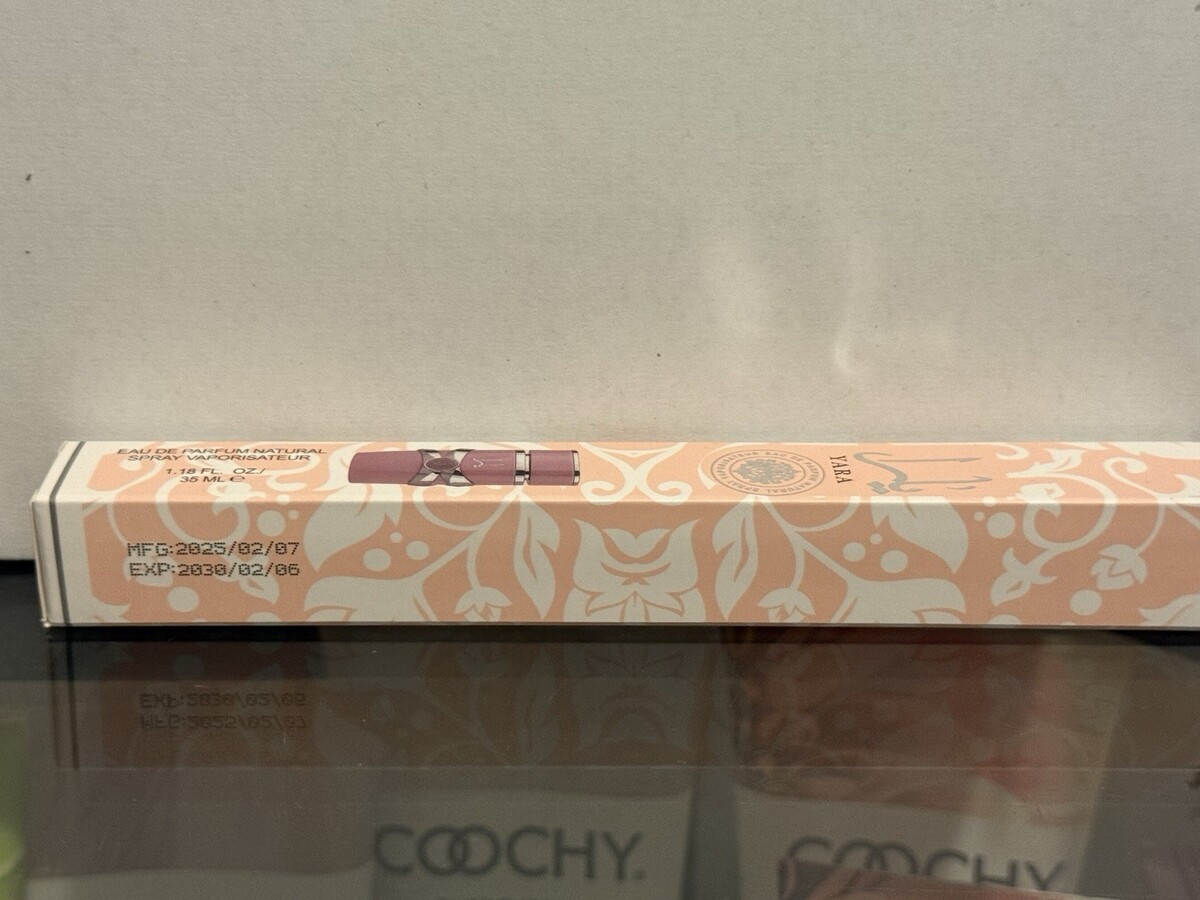 EAU DE PARFUM NATURAL
SPRAY VAPORISATEUR
1.18 FL. OZ./
35 ML e
يارا
YARA
MFG:2025/02/07
EXP:2030/02/06
COOCHY
COOCHY